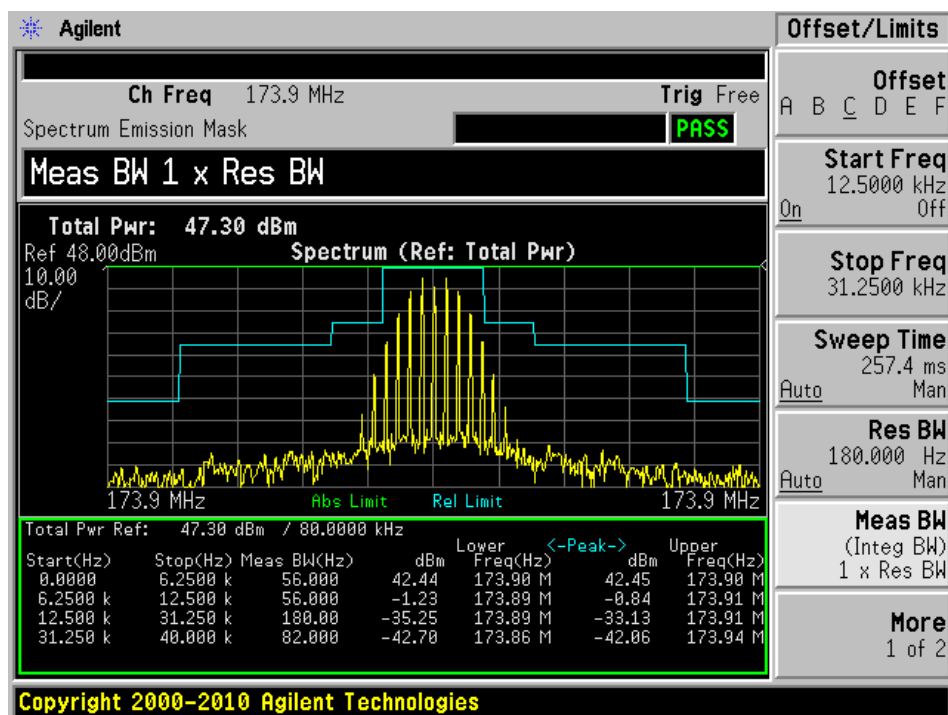 Agilent
Ch Freq 173.9 MHz Trig Free
Spectrum Emission Mask PASS
Meas BW 1 x Res BW
Total Pwr: 47.30 dBm
Ref 48.00dBm Spectrum (Ref: Total Pwr)
10.00
dB/
173.9 MHz Abs Limit Rel Limit 173.9 MHz
Total Pwr Ref: 47.30 dBm / 80.0000 kHz
Lower <-Peak-> Upper
Start(Hz) Stop(Hz) Meas BW(Hz) dBm Freq(Hz) dBm Freq(Hz)
0.0000 6.2500 k 56.000 42.44 173.90 M 42.45 173.90 M
6.2500 k 12.500 k 56.000 -1.23 173.89 M -0.84 173.91 M
12.500 k 31.250 k 180.00 -35.25 173.89 M -33.13 173.91 M
31.250 k 40.000 k 82.000 -42.70 173.86 M -42.06 173.94 M
Offset/Limits
Offset
A B C D E F
Start Freq
12.5000 kHz
On Off
Stop Freq
31.2500 kHz
Sweep Time
257.4 ms
Auto Man
Res BW
180.000 Hz
Auto Man
Meas BW
(Integ BW)
1 x Res BW
More
1 of 2
Copyright 2000-2010 Agilent Technologies